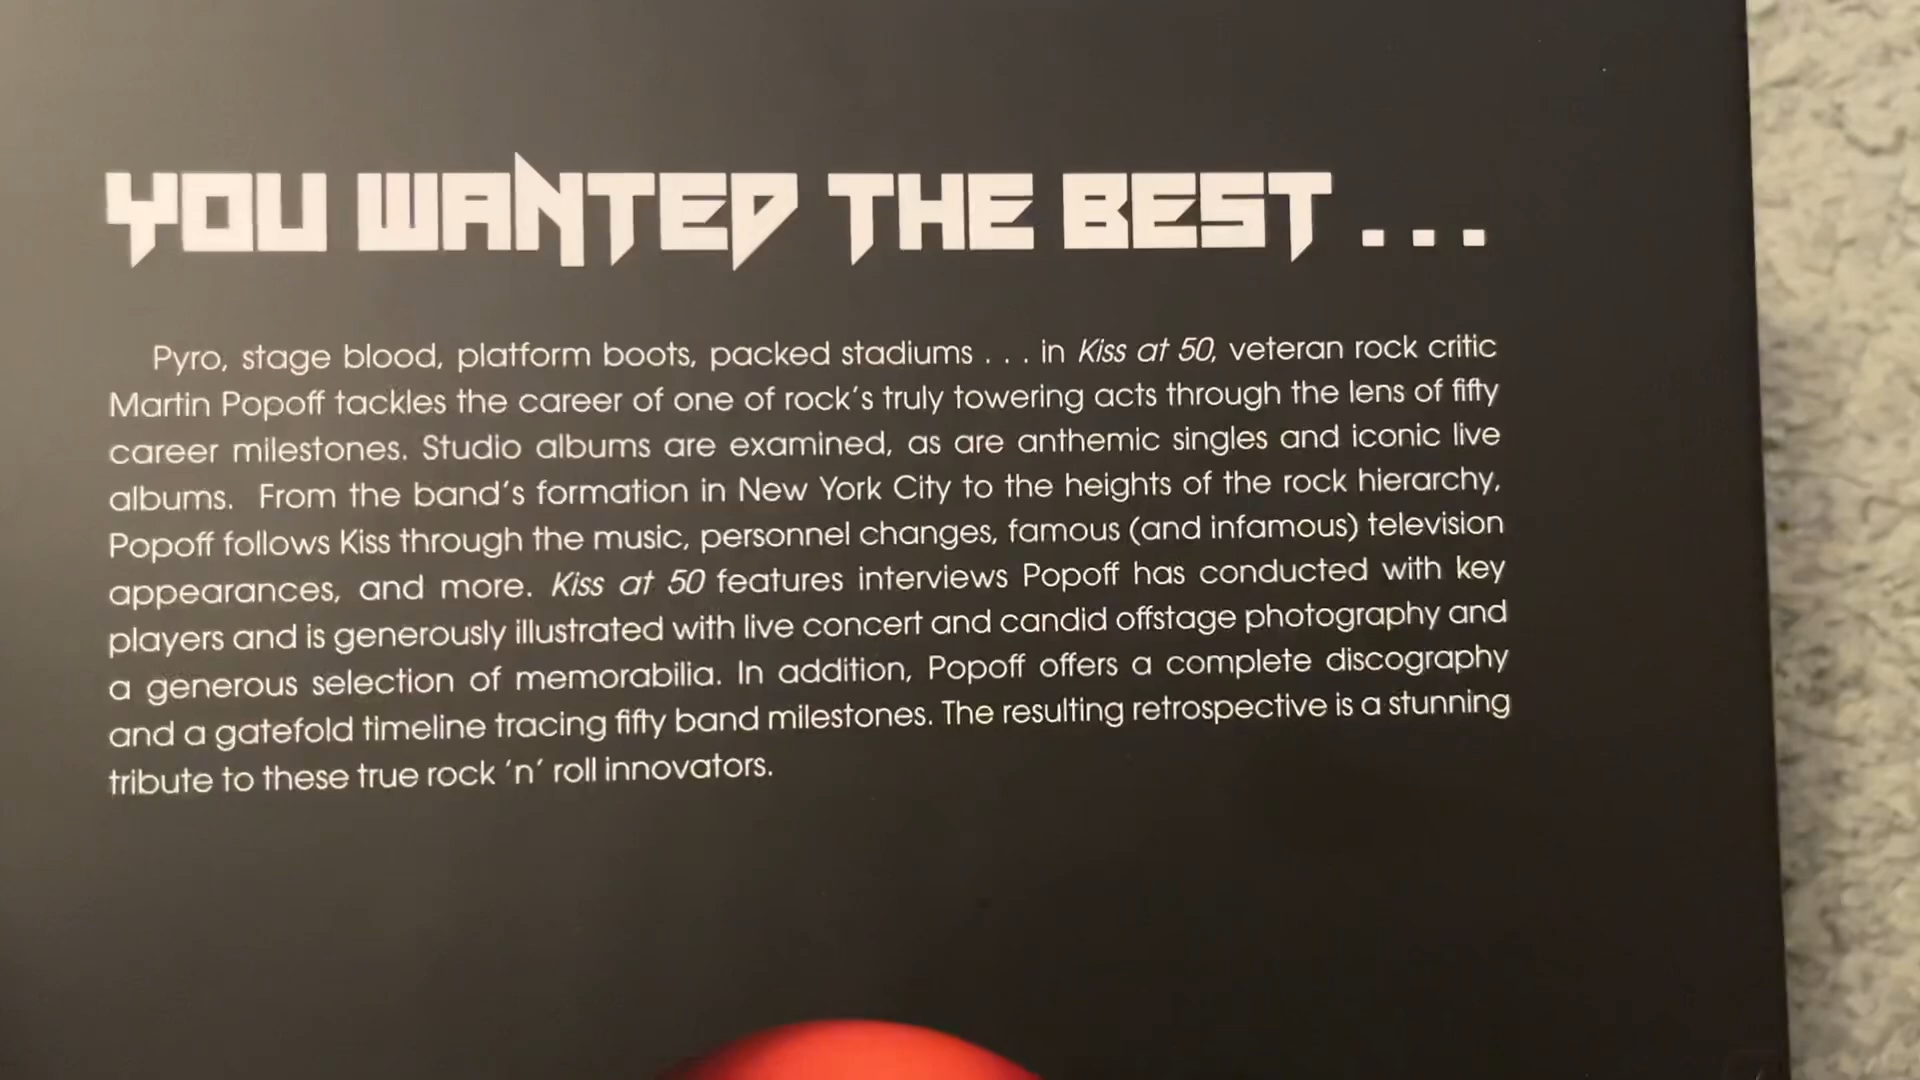 YOU WANTED THE BEST . . .
Pyro, stage blood, platform boots, packed stadiums . . . in Kiss at 50, veteran rock critic
Martin Popoff tackles the career of one of rock’s truly towering acts through the lens of fifty
career milestones. Studio albums are examined, as are anthemic singles and iconic live
albums. From the band’s formation in New York City to the heights of the rock hierarchy,
Popoff follows Kiss through the music, personnel changes, famous (and infamous) television
appearances, and more. Kiss at 50 features interviews Popoff has conducted with key
players and is generously illustrated with live concert and candid offstage photography and
a generous selection of memorabilia. In addition, Popoff offers a complete discography
and a gatefold timeline tracing fifty band milestones. The resulting retrospective is a stunning
tribute to these true rock ‘n’ roll innovators.